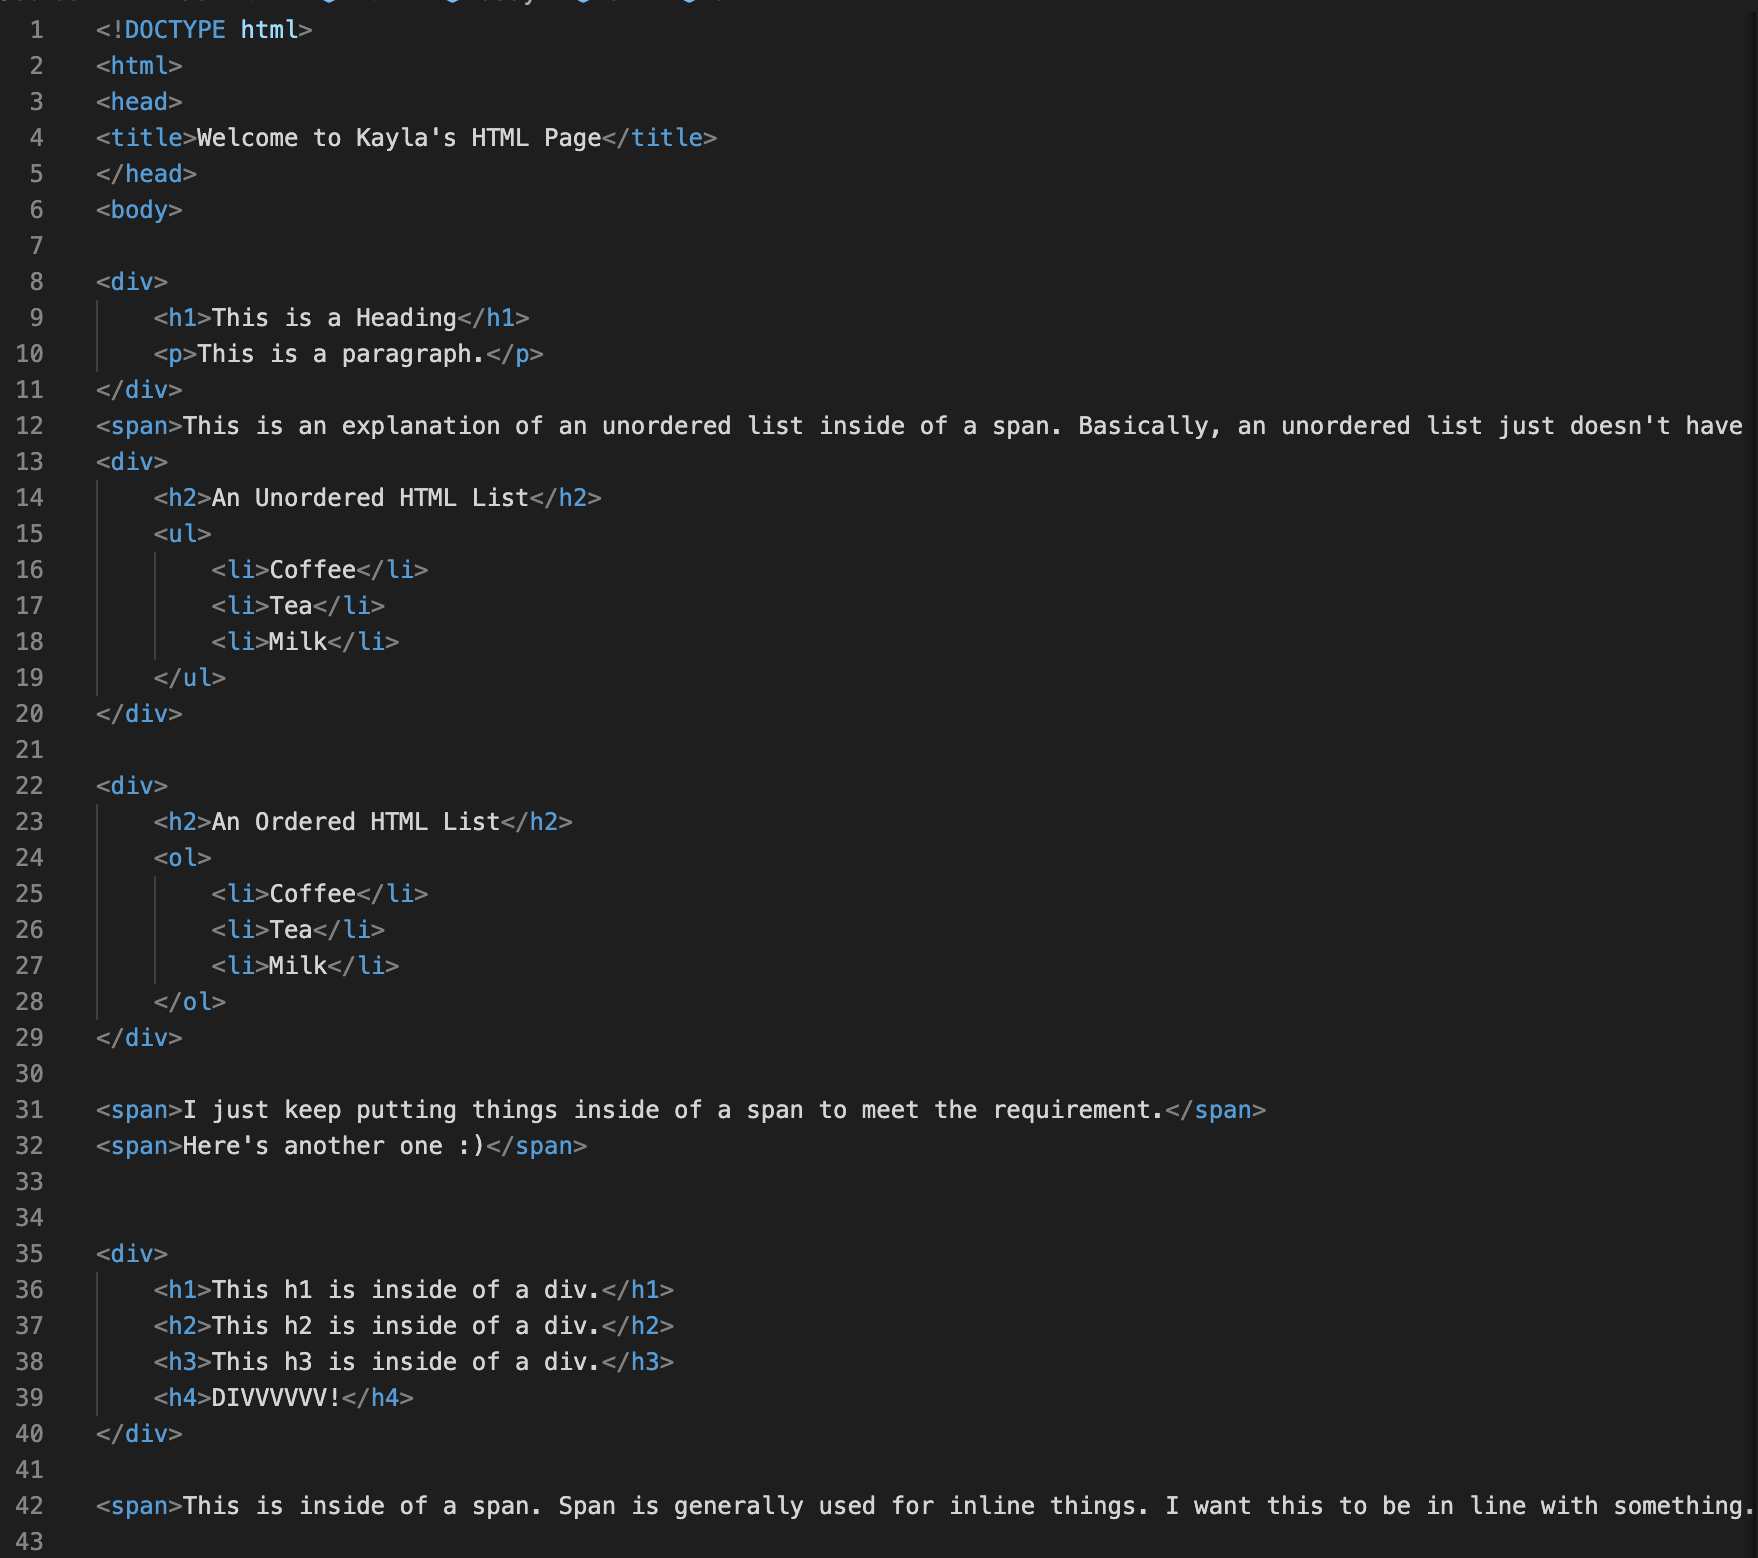 1 <!DOCTYPE html>
2 <html>
3 <head>
4 <title>Welcome to Kayla's HTML Page</title>
5 </head>
6 <body>
7
8 <div>
9 <h1>This is a Heading</h1>
10 <p>This is a paragraph.</p>
11 </div>
12 <span>This is an explanation of an unordered list inside of a span. Basically, an unordered list just doesn't have
13 <div>
14 <h2>An Unordered HTML List</h2>
15 <ul>
16 <li>Coffee</li>
17 <li>Tea</li>
18 <li>Milk</li>
19 </ul>
20 </div>
21
22 <div>
23 <h2>An Ordered HTML List</h2>
24 <ol>
25 <li>Coffee</li>
26 <li>Tea</li>
27 <li>Milk</li>
28 </ol>
29 </div>
30
31 <span>I just keep putting things inside of a span to meet the requirement.</span>
32 <span>Here's another one :)</span>
33
34
35 <div>
36 <h1>This h1 is inside of a div.</h1>
37 <h2>This h2 is inside of a div.</h2>
38 <h3>This h3 is inside of a div.</h3>
39 <h4>DIVVVVVV!</h4>
40 </div>
41
42 <span>This is inside of a span. Span is generally used for inline things. I want this to be in line with something.
43